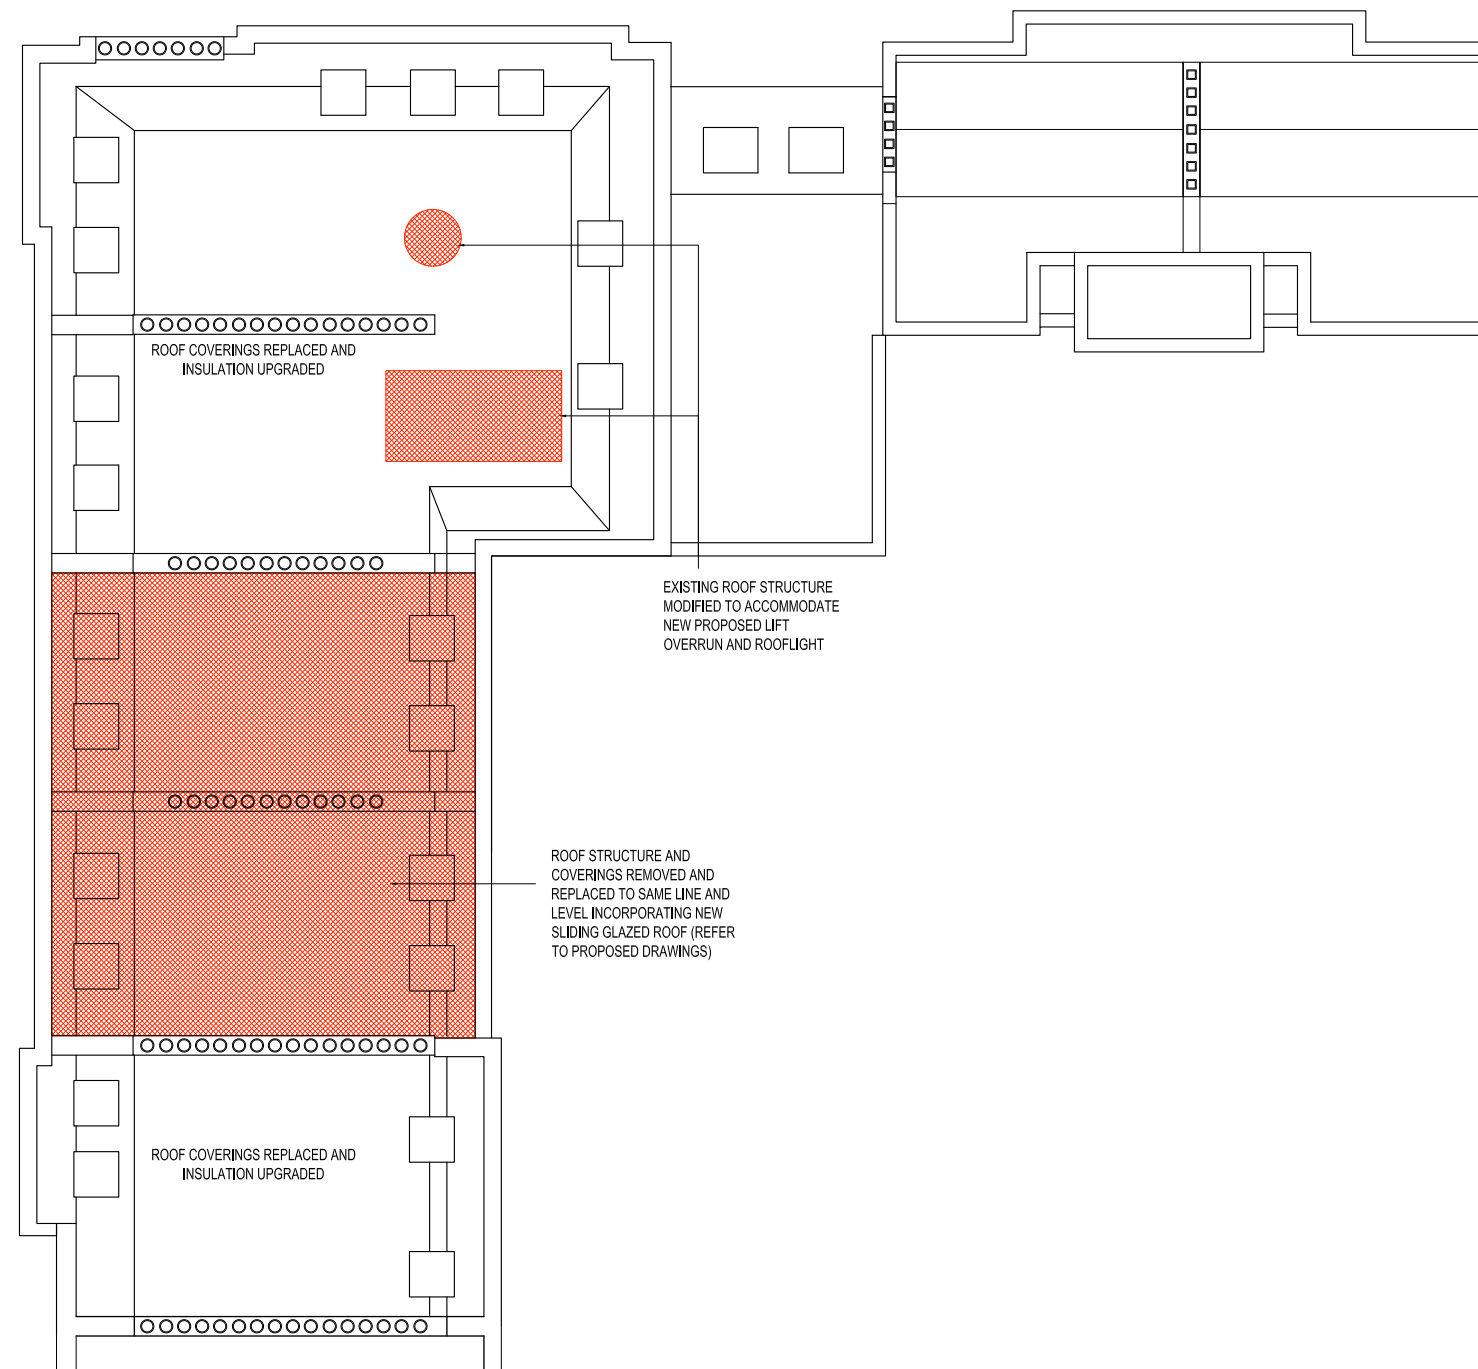 ROOF COVERINGS REPLACED AND
INSULATION UPGRADED
EXISTING ROOF STRUCTURE
MODIFIED TO ACCOMMODATE
NEW PROPOSED LIFT
OVERRUN AND ROOFLIGHT
ROOF STRUCTURE AND
COVERINGS REMOVED AND
REPLACED TO SAME LINE AND
LEVEL INCORPORATING NEW
SLIDING GLAZED ROOF (REFER
TO PROPOSED DRAWINGS)
ROOF COVERINGS REPLACED AND
INSULATION UPGRADED